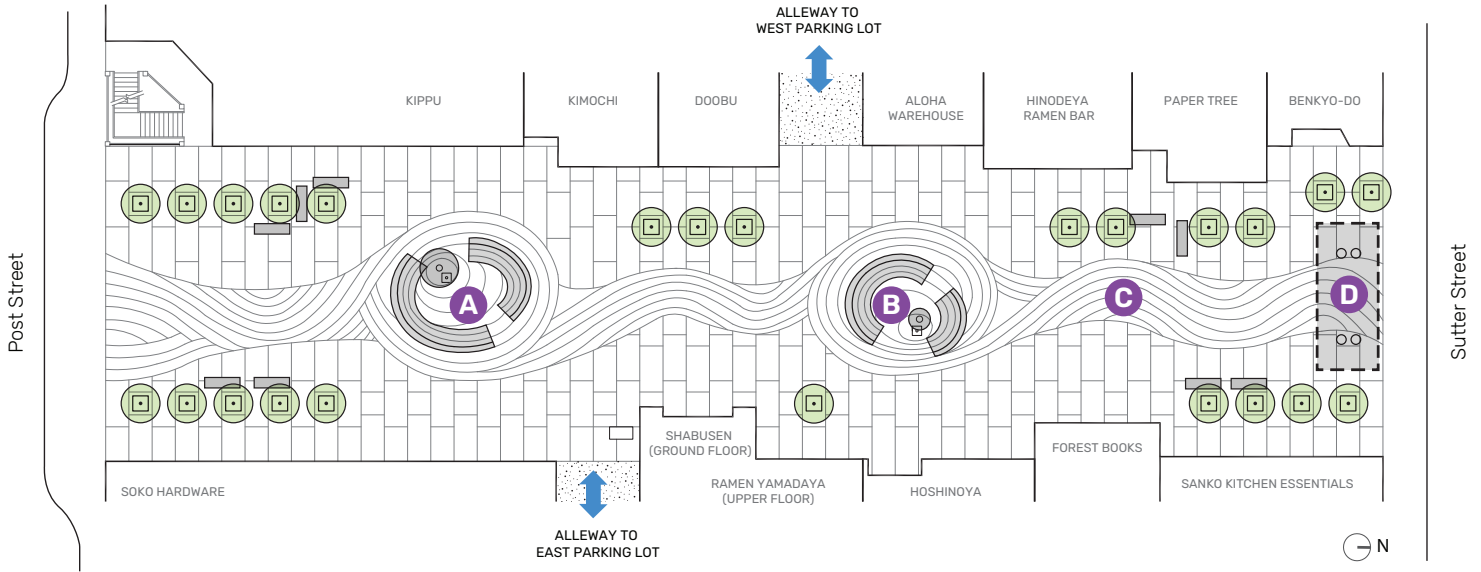 ALLEWAY TO
WEST PARKING LOT
KIPPU
KIMOCHI
DOOBU
ALOHA
WAREHOUSE
HINODEYA
RAMEN BAR
PAPER TREE
BENKYO-DO
Post Street
A
B
C
D
Sutter Street
SOKO HARDWARE
SHABUSEN
(GROUND FLOOR)
RAMEN YAMADAYA
(UPPER FLOOR)
HOSHINOYA
FOREST BOOKS
SANKO KITCHEN ESSENTIALS
ALLEWAY TO
EAST PARKING LOT
N